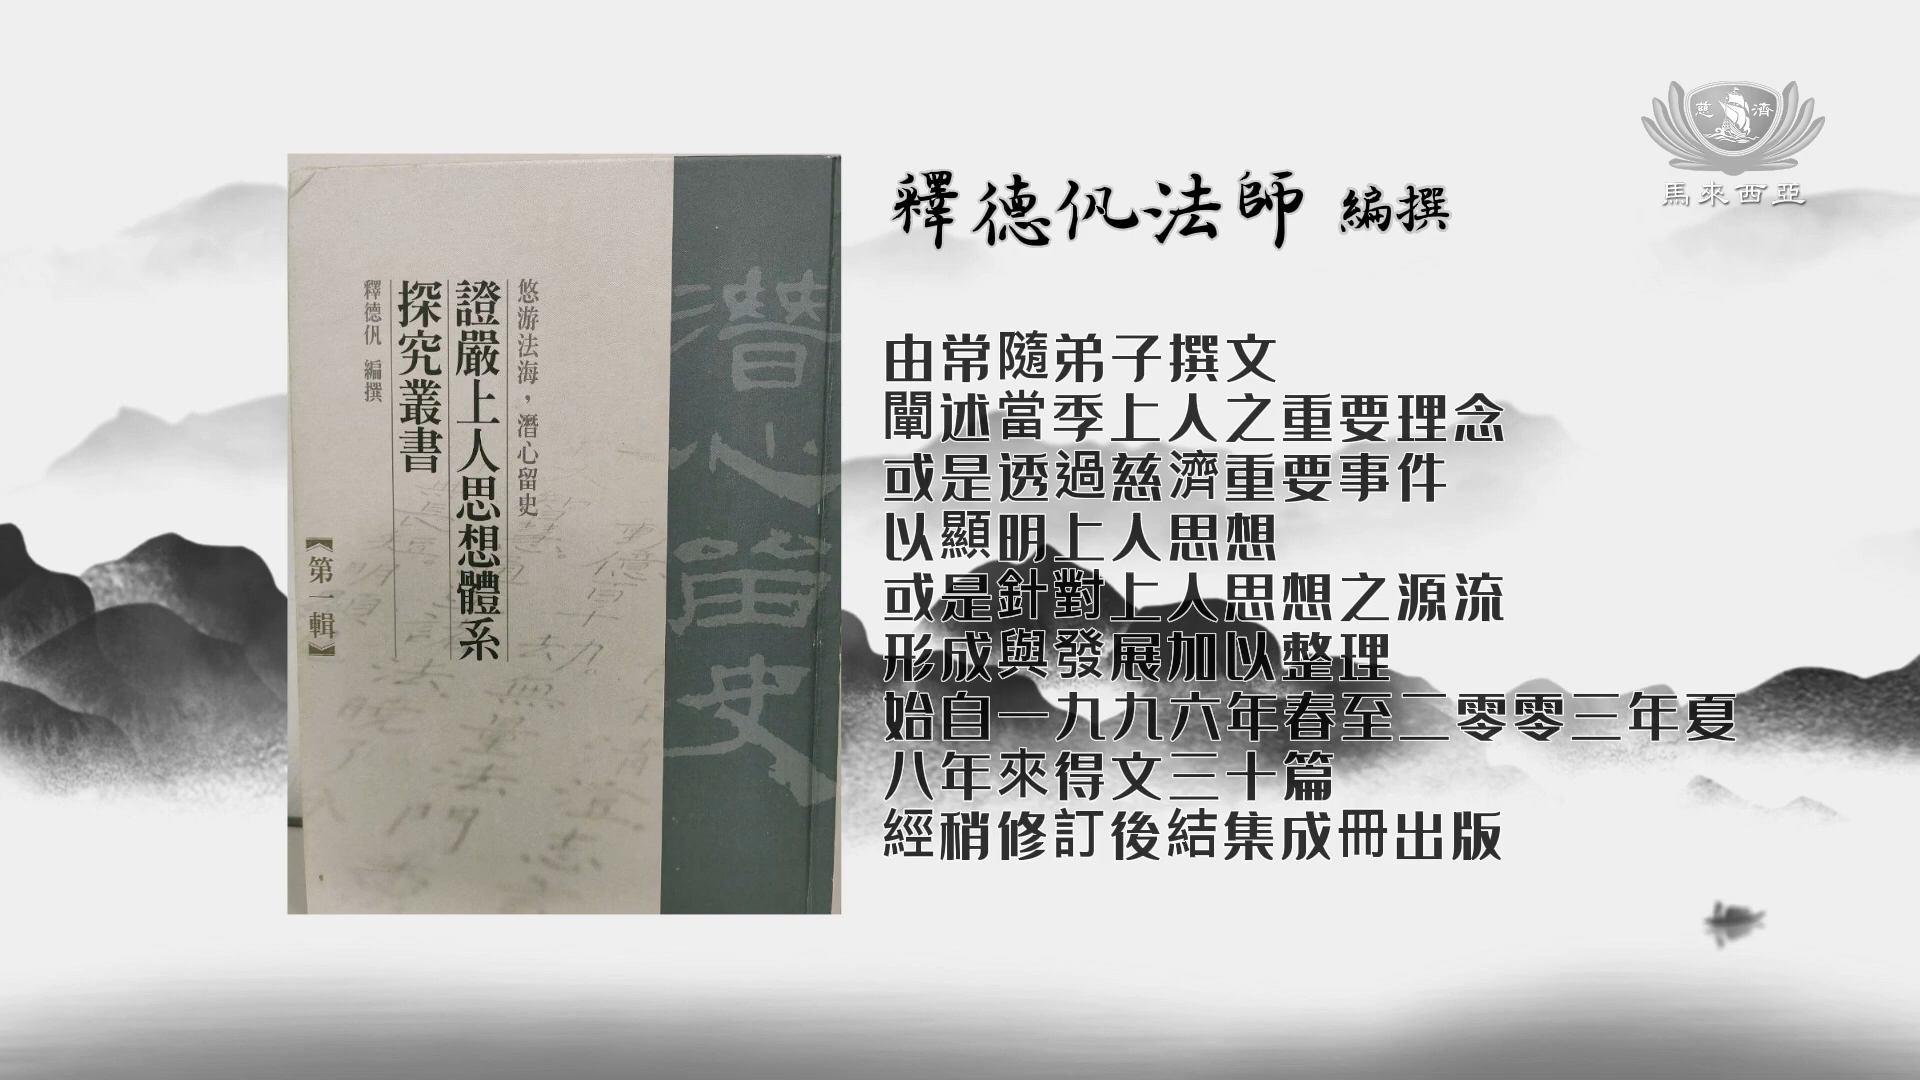 慈濟
馬來西亞
釋德㐽法師 編撰
由常隨弟子撰文
闡述當季上人之重要理念
或是透過慈濟重要事件
以顯明上人思想
或是針對上人思想之源流
形成與發展加以整理
始自一九九六年春至二零零三年夏
八年來得文三十篇
經稍修訂後結集成冊出版
潛心留史
悠游法海，潛心留史
證嚴上人思想體系
探究叢書
釋德㐽 編撰
【第一輯】